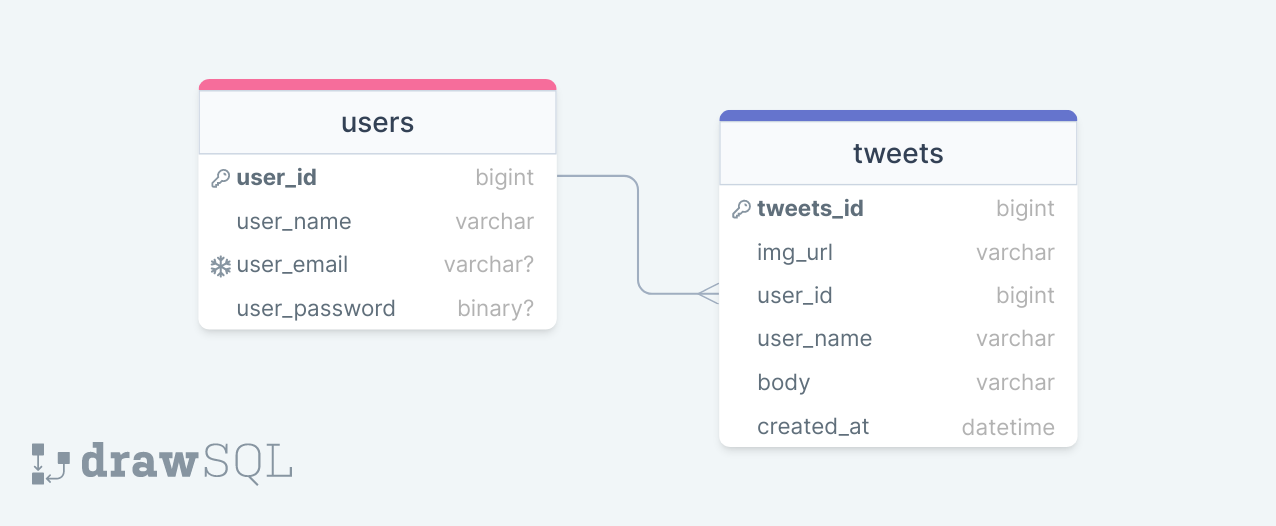 users
user_id bigint
user_name varchar
user_email varchar?
user_password binary?
tweets
tweets_id bigint
img_url varchar
user_id bigint
user_name varchar
body varchar
created_at datetime
drawSQL